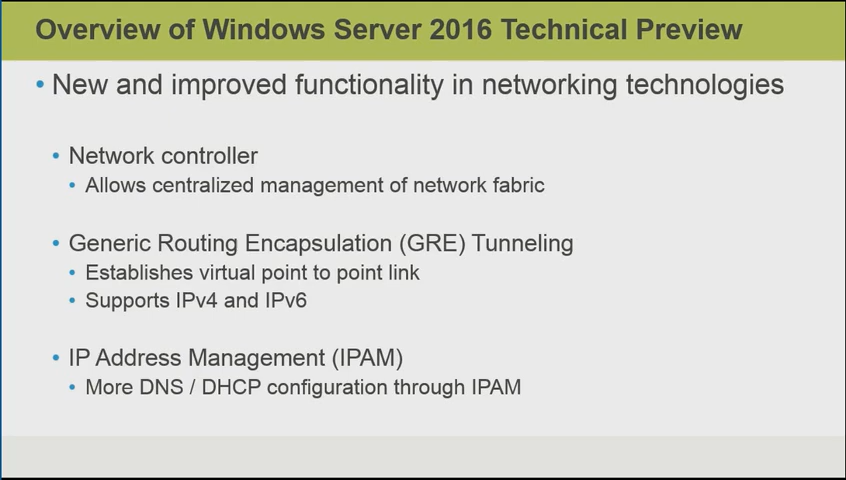 Overview of Windows Server 2016 Technical Preview
• New and improved functionality in networking technologies
• Network controller
• Allows centralized management of network fabric
• Generic Routing Encapsulation (GRE) Tunneling
• Establishes virtual point to point link
• Supports IPv4 and IPv6
• IP Address Management (IPAM)
• More DNS / DHCP configuration through IPAM